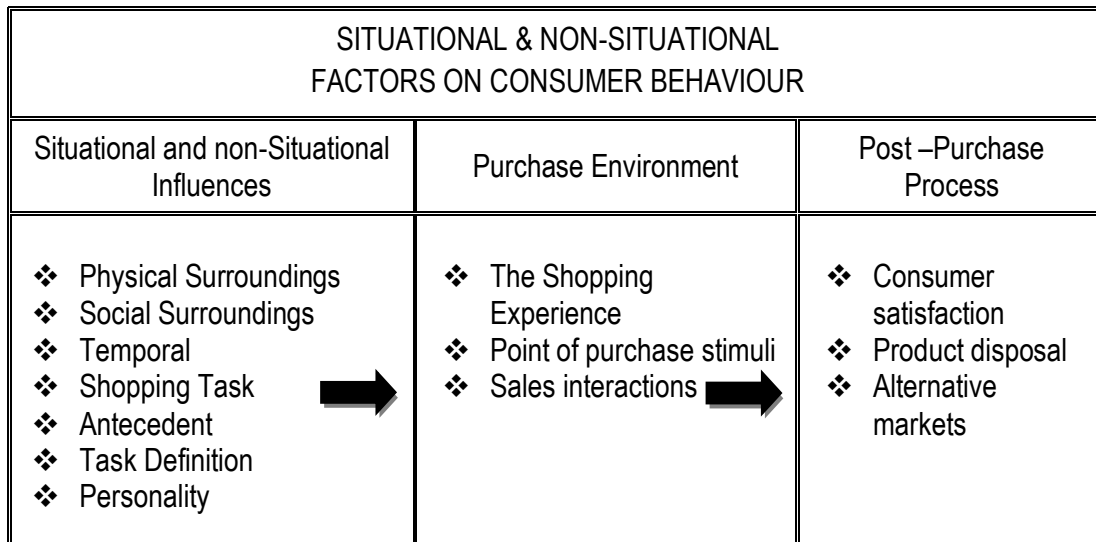 SITUATIONAL & NON-SITUATIONAL
FACTORS ON CONSUMER BEHAVIOUR
Situational and non-Situational
Influences
Purchase Environment
Post –Purchase
Process
❖ Physical Surroundings
❖ Social Surroundings
❖ Temporal
❖ Shopping Task
❖ Antecedent
❖ Task Definition
❖ Personality
❖ The Shopping
Experience
❖ Point of purchase stimuli
❖ Sales interactions
❖ Consumer
satisfaction
❖ Product disposal
❖ Alternative
markets